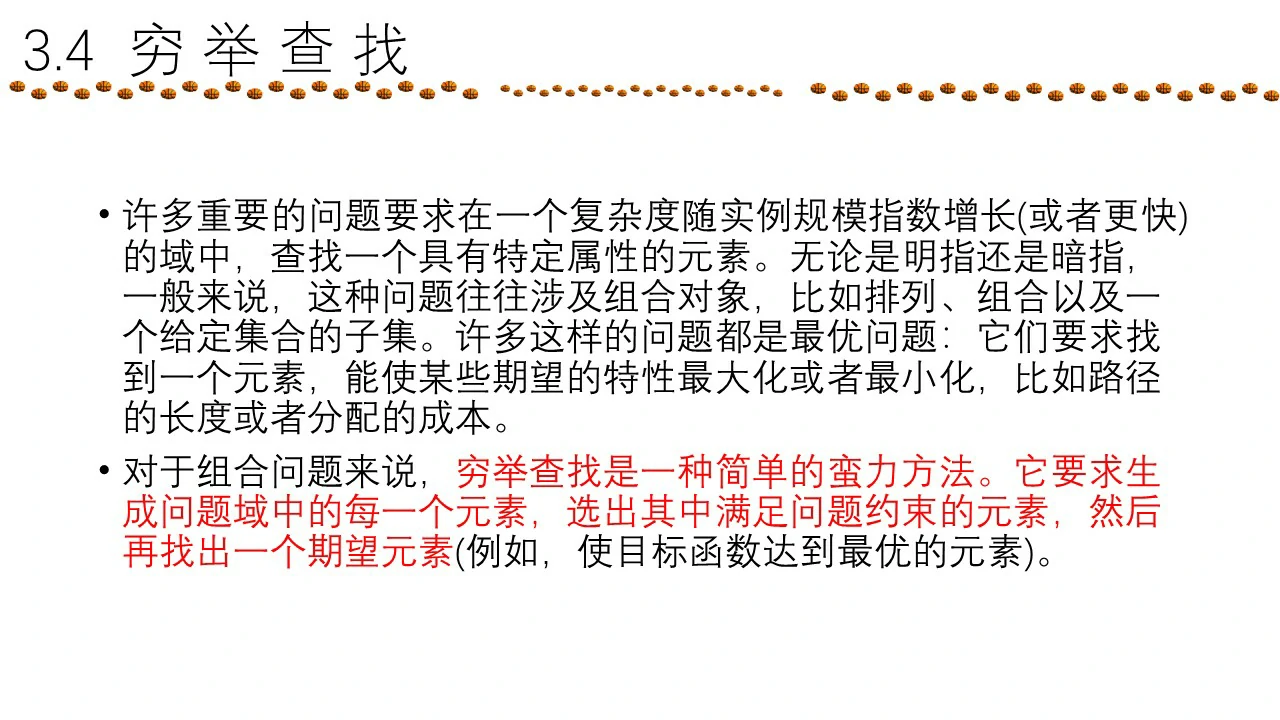 3.4 穷 举 查 找
• 许多重要的问题要求在一个复杂度随实例规模指数增长(或者更快)
的域中，查找一个具有特定属性的元素。无论是明指还是暗指，
一般来说，这种问题往往涉及组合对象，比如排列、组合以及一
个给定集合的子集。许多这样的问题都是最优问题：它们要求找
到一个元素，能使某些期望的特性最大化或者最小化，比如路径
的长度或者分配的成本。
• 对于组合问题来说，穷举查找是一种简单的蛮力方法。它要求生
成问题域中的每一个元素，选出其中满足问题约束的元素，然后
再找出一个期望元素(例如，使目标函数达到最优的元素)。